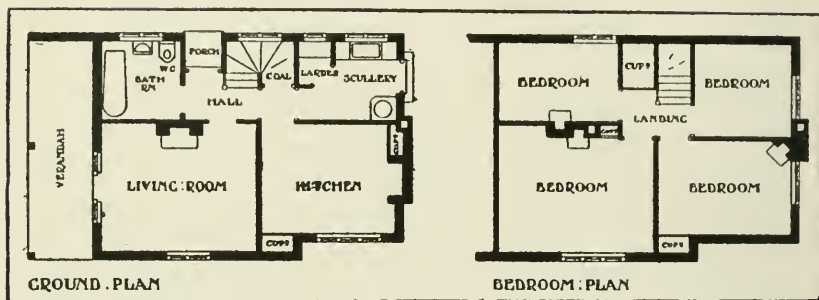 PORCH
W.C
BATH
RM
COAL
LARDER
SCULLERY
HALL
VERANDAH
CUPD
LIVING:ROOM
KITCHEN
CUPD
GROUND.PLAN
BEDROOM
CUPD
BEDROOM
LANDING
CUPD
BEDROOM
BEDROOM
CUPD
BEDROOM:PLAN